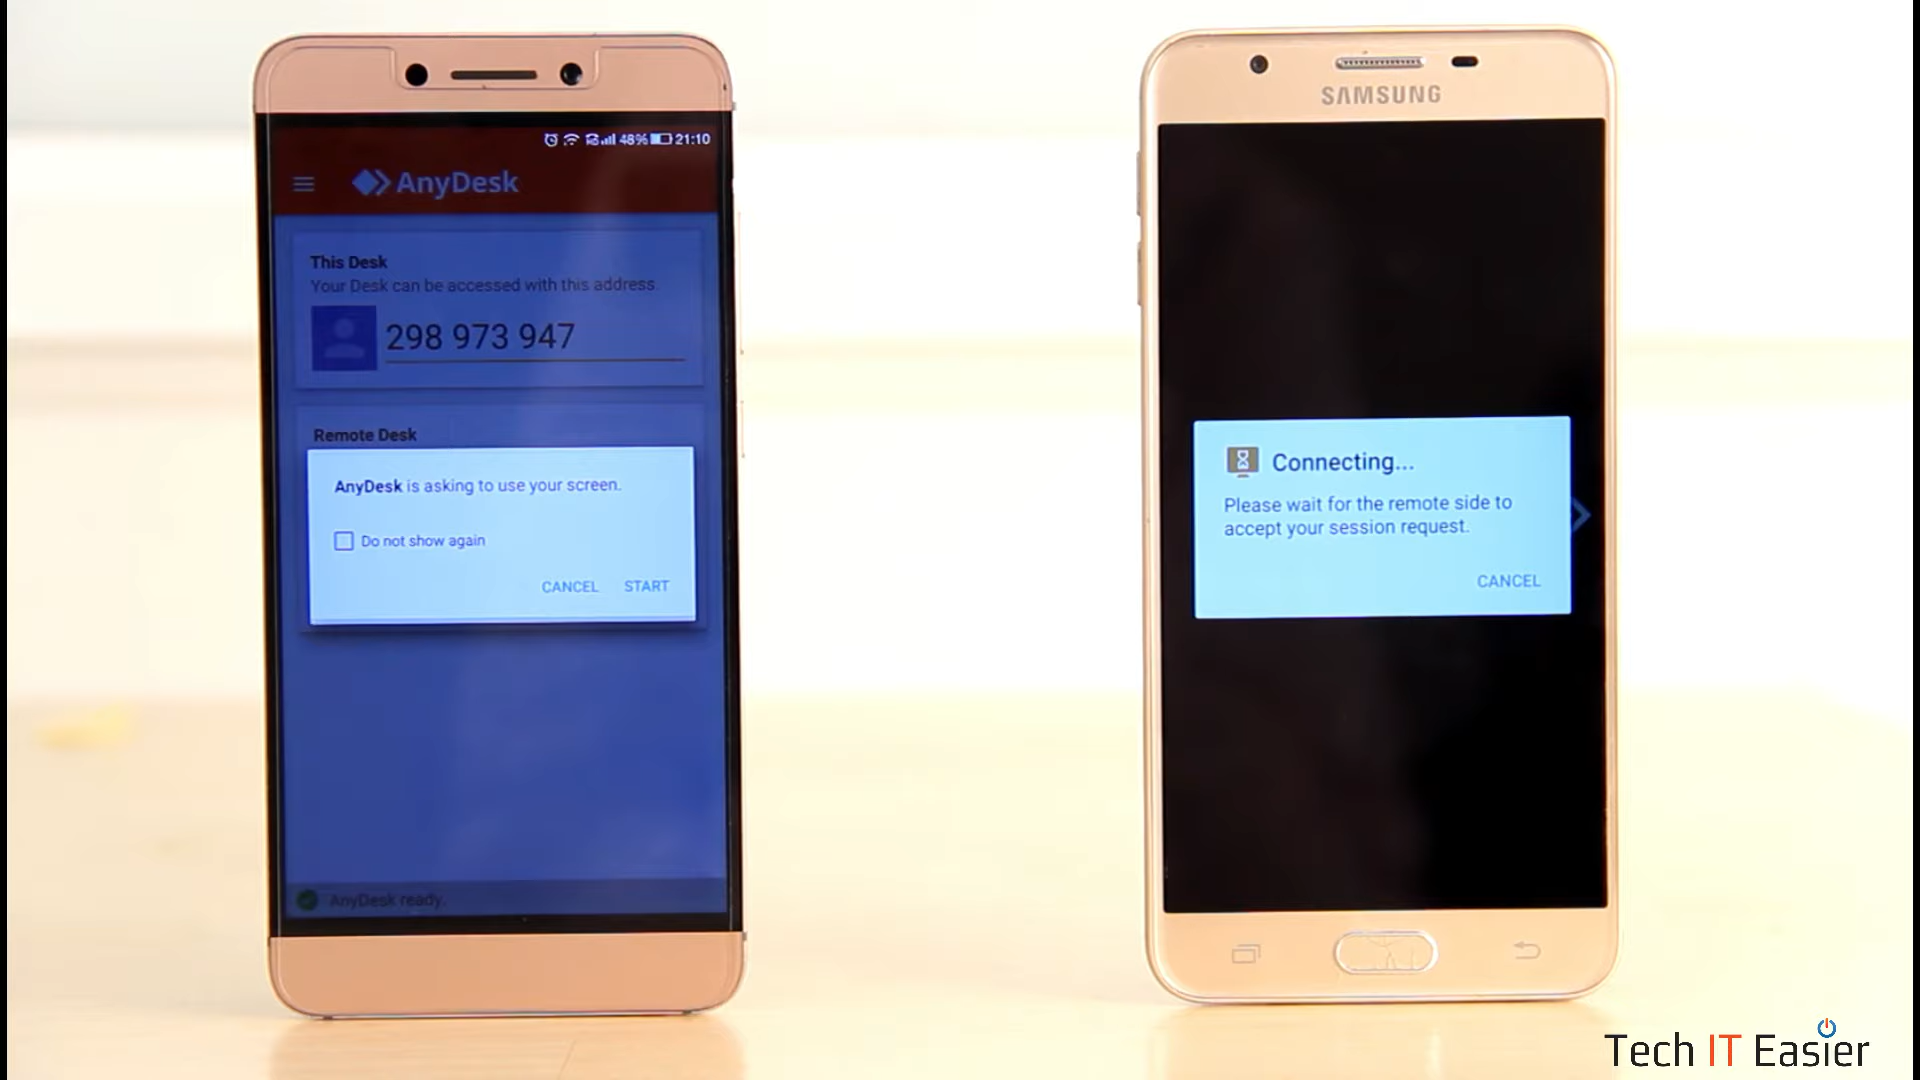 48% 21:10
AnyDesk
This Desk
Your Desk can be accessed with this address.
298 973 947
Remote Desk
AnyDesk is asking to use your screen.
Do not show again
CANCEL START
AnyDesk ready.
SAMSUNG
Connecting...
Please wait for the remote side to
accept your session request.
CANCEL
Tech IT Easier